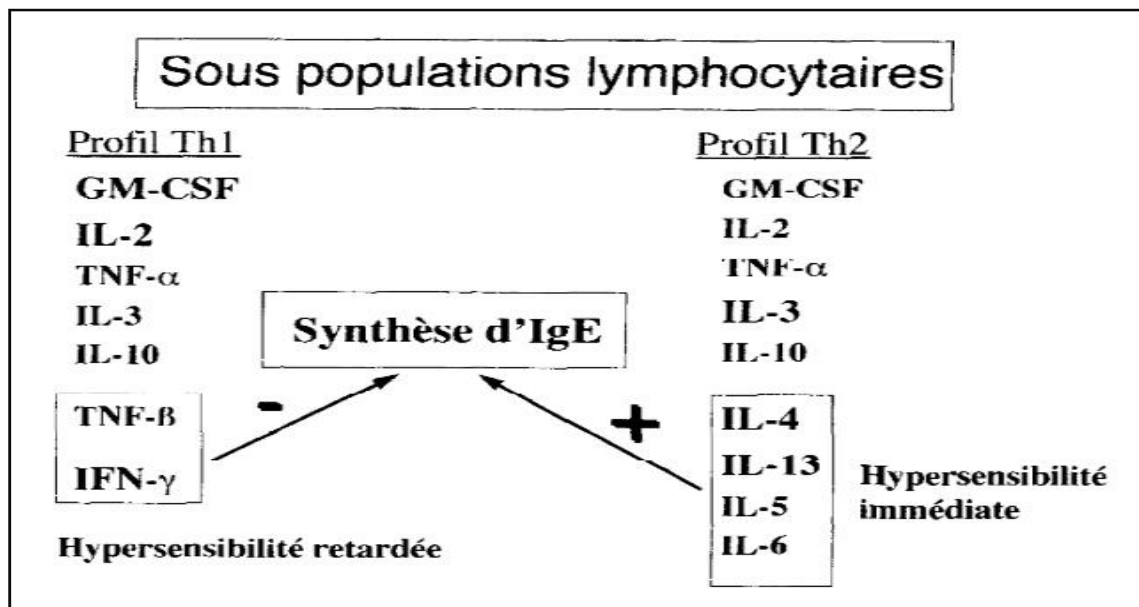 Sous populations lymphocytaires
Profil Th1
GM-CSF
IL-2
TNF-α
IL-3
IL-10
TNF-ß
IFN-γ
Hypersensibilité retardée
Synthèse d'IgE
-
+
Profil Th2
GM-CSF
IL-2
TNF-α
IL-3
IL-10
IL-4
IL-13
IL-5
IL-6
Hypersensibilité
immédiate